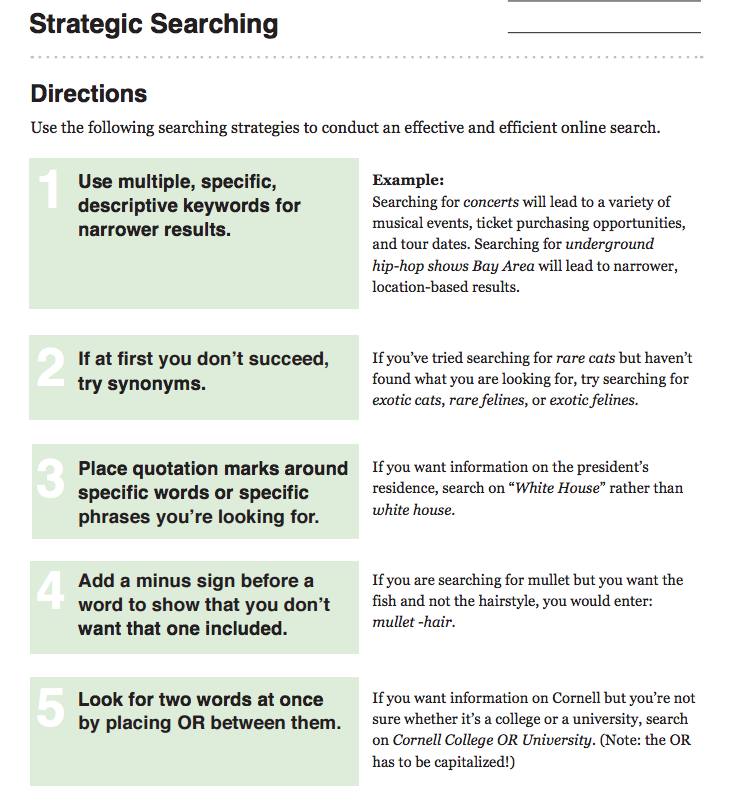 Strategic Searching
Directions
Use the following searching strategies to conduct an effective and efficient online search.
1
Use multiple, specific,
descriptive keywords for
narrower results.
Example:
Searching for concerts will lead to a variety of
musical events, ticket purchasing opportunities,
and tour dates. Searching for underground
hip-hop shows Bay Area will lead to narrower,
location-based results.
2
If at first you don’t succeed,
try synonyms.
If you’ve tried searching for rare cats but haven’t
found what you are looking for, try searching for
exotic cats, rare felines, or exotic felines.
3
Place quotation marks around
specific words or specific
phrases you’re looking for.
If you want information on the president’s
residence, search on “White House” rather than
white house.
4
Add a minus sign before a
word to show that you don’t
want that one included.
If you are searching for mullet but you want the
fish and not the hairstyle, you would enter:
mullet -hair.
5
Look for two words at once
by placing OR between them.
If you want information on Cornell but you’re not
sure whether it’s a college or a university, search
on Cornell College OR University. (Note: the OR
has to be capitalized!)